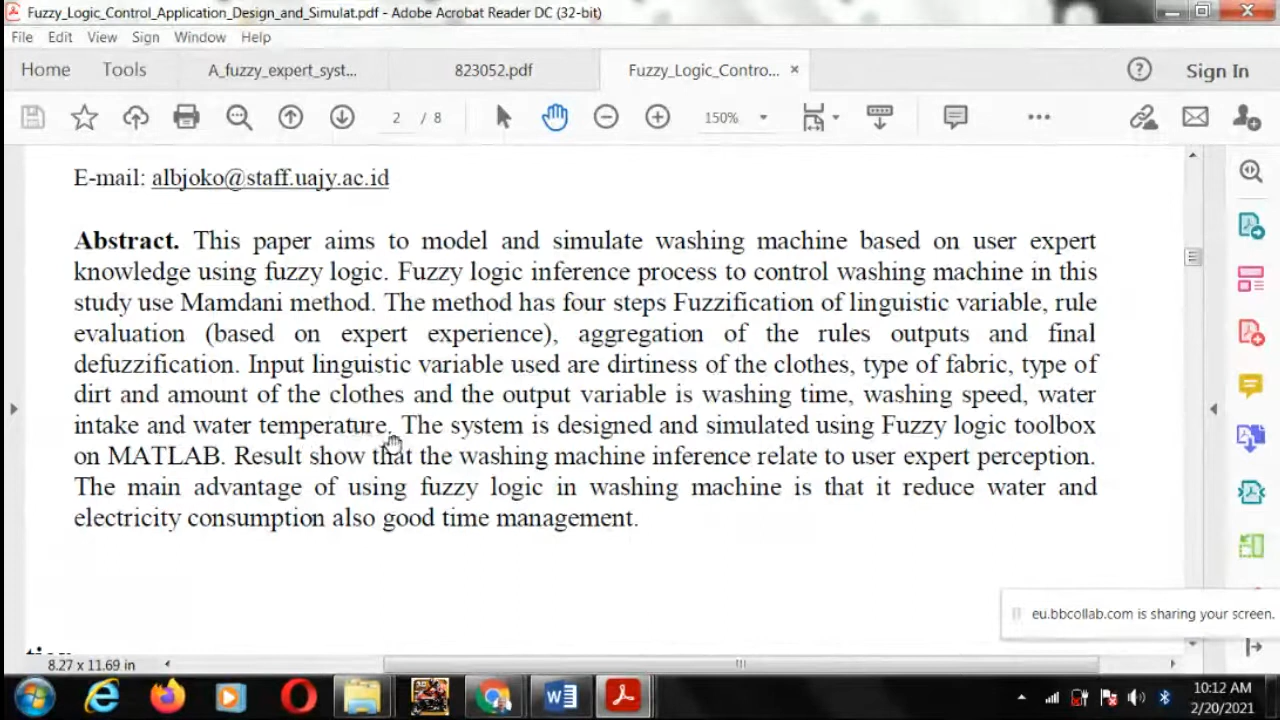 Fuzzy_Logic_Control_Application_Design_and_Simulat.pdf - Adobe Acrobat Reader DC (32-bit)
File Edit View Sign Window Help
Home Tools A_fuzzy_expert_syst... 823052.pdf Fuzzy_Logic_Contro... × Sign In
2 / 8 150%
E-mail: albjoko@staff.uajy.ac.id
Abstract. This paper aims to model and simulate washing machine based on user expert
knowledge using fuzzy logic. Fuzzy logic inference process to control washing machine in this
study use Mamdani method. The method has four steps Fuzzification of linguistic variable, rule
evaluation (based on expert experience), aggregation of the rules outputs and final
defuzzification. Input linguistic variable used are dirtiness of the clothes, type of fabric, type of
dirt and amount of the clothes and the output variable is washing time, washing speed, water
intake and water temperature. The system is designed and simulated using Fuzzy logic toolbox
on MATLAB. Result show that the washing machine inference relate to user expert perception.
The main advantage of using fuzzy logic in washing machine is that it reduce water and
electricity consumption also good time management.
eu.bbcollab.com is sharing your screen.
8.27 x 11.69 in
10:12 AM
2/20/2021